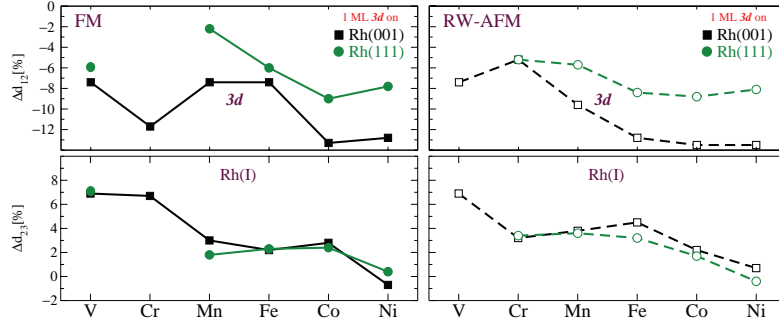 FM
1 ML 3d on
Rh(001)
Rh(111)
RW-AFM
1 ML 3d on
Rh(001)
Rh(111)
Δd12[%]
0
−2
−4
−6
−8
−10
−12
3d
3d
Δd23[%]
8
6
4
2
0
−2
Rh(I)
Rh(I)
V Cr Mn Fe Co Ni
V Cr Mn Fe Co Ni